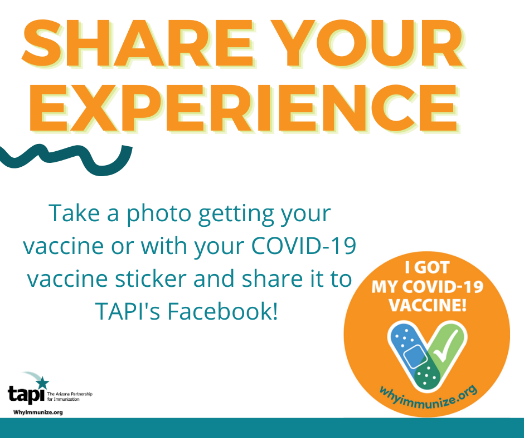 SHARE YOUR
EXPERIENCE
Take a photo getting your
vaccine or with your COVID-19
vaccine sticker and share it to
TAPI's Facebook!
I GOT
MY COVID-19
VACCINE!
whyimmunize.org
tapi
The Arizona Partnership
for Immunization
WhyImmunize.org